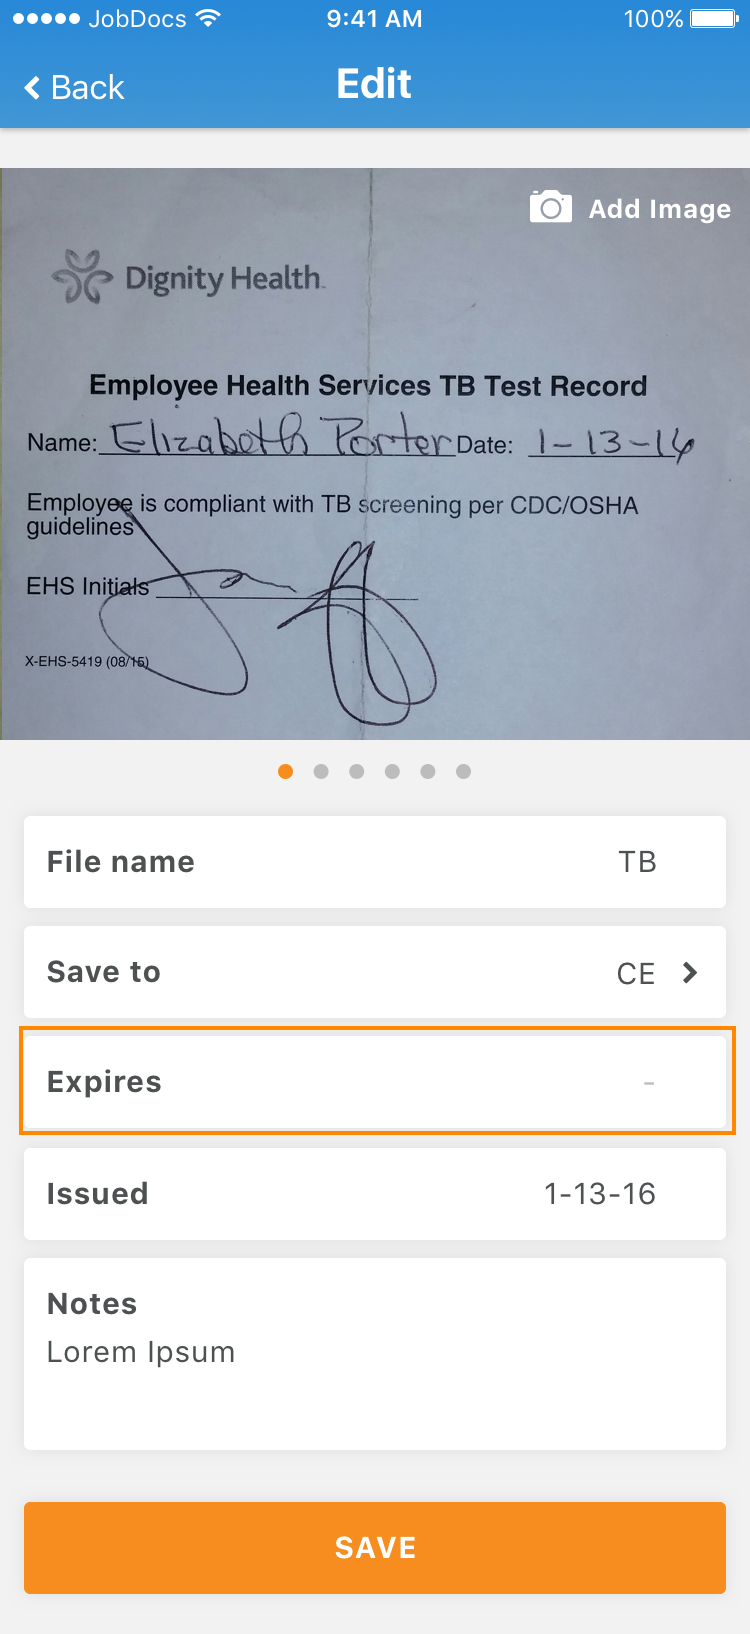 JobDocs 9:41 AM 100%
Back Edit
Add Image
Dignity Health
Employee Health Services TB Test Record
Name: Elizabeth Porter Date: 1-13-16
Employee is compliant with TB screening per CDC/OSHA
guidelines
EHS Initials
X-EHS-5419 (08/15)
File name TB
Save to CE
Expires -
Issued 1-13-16
Notes
Lorem Ipsum
SAVE